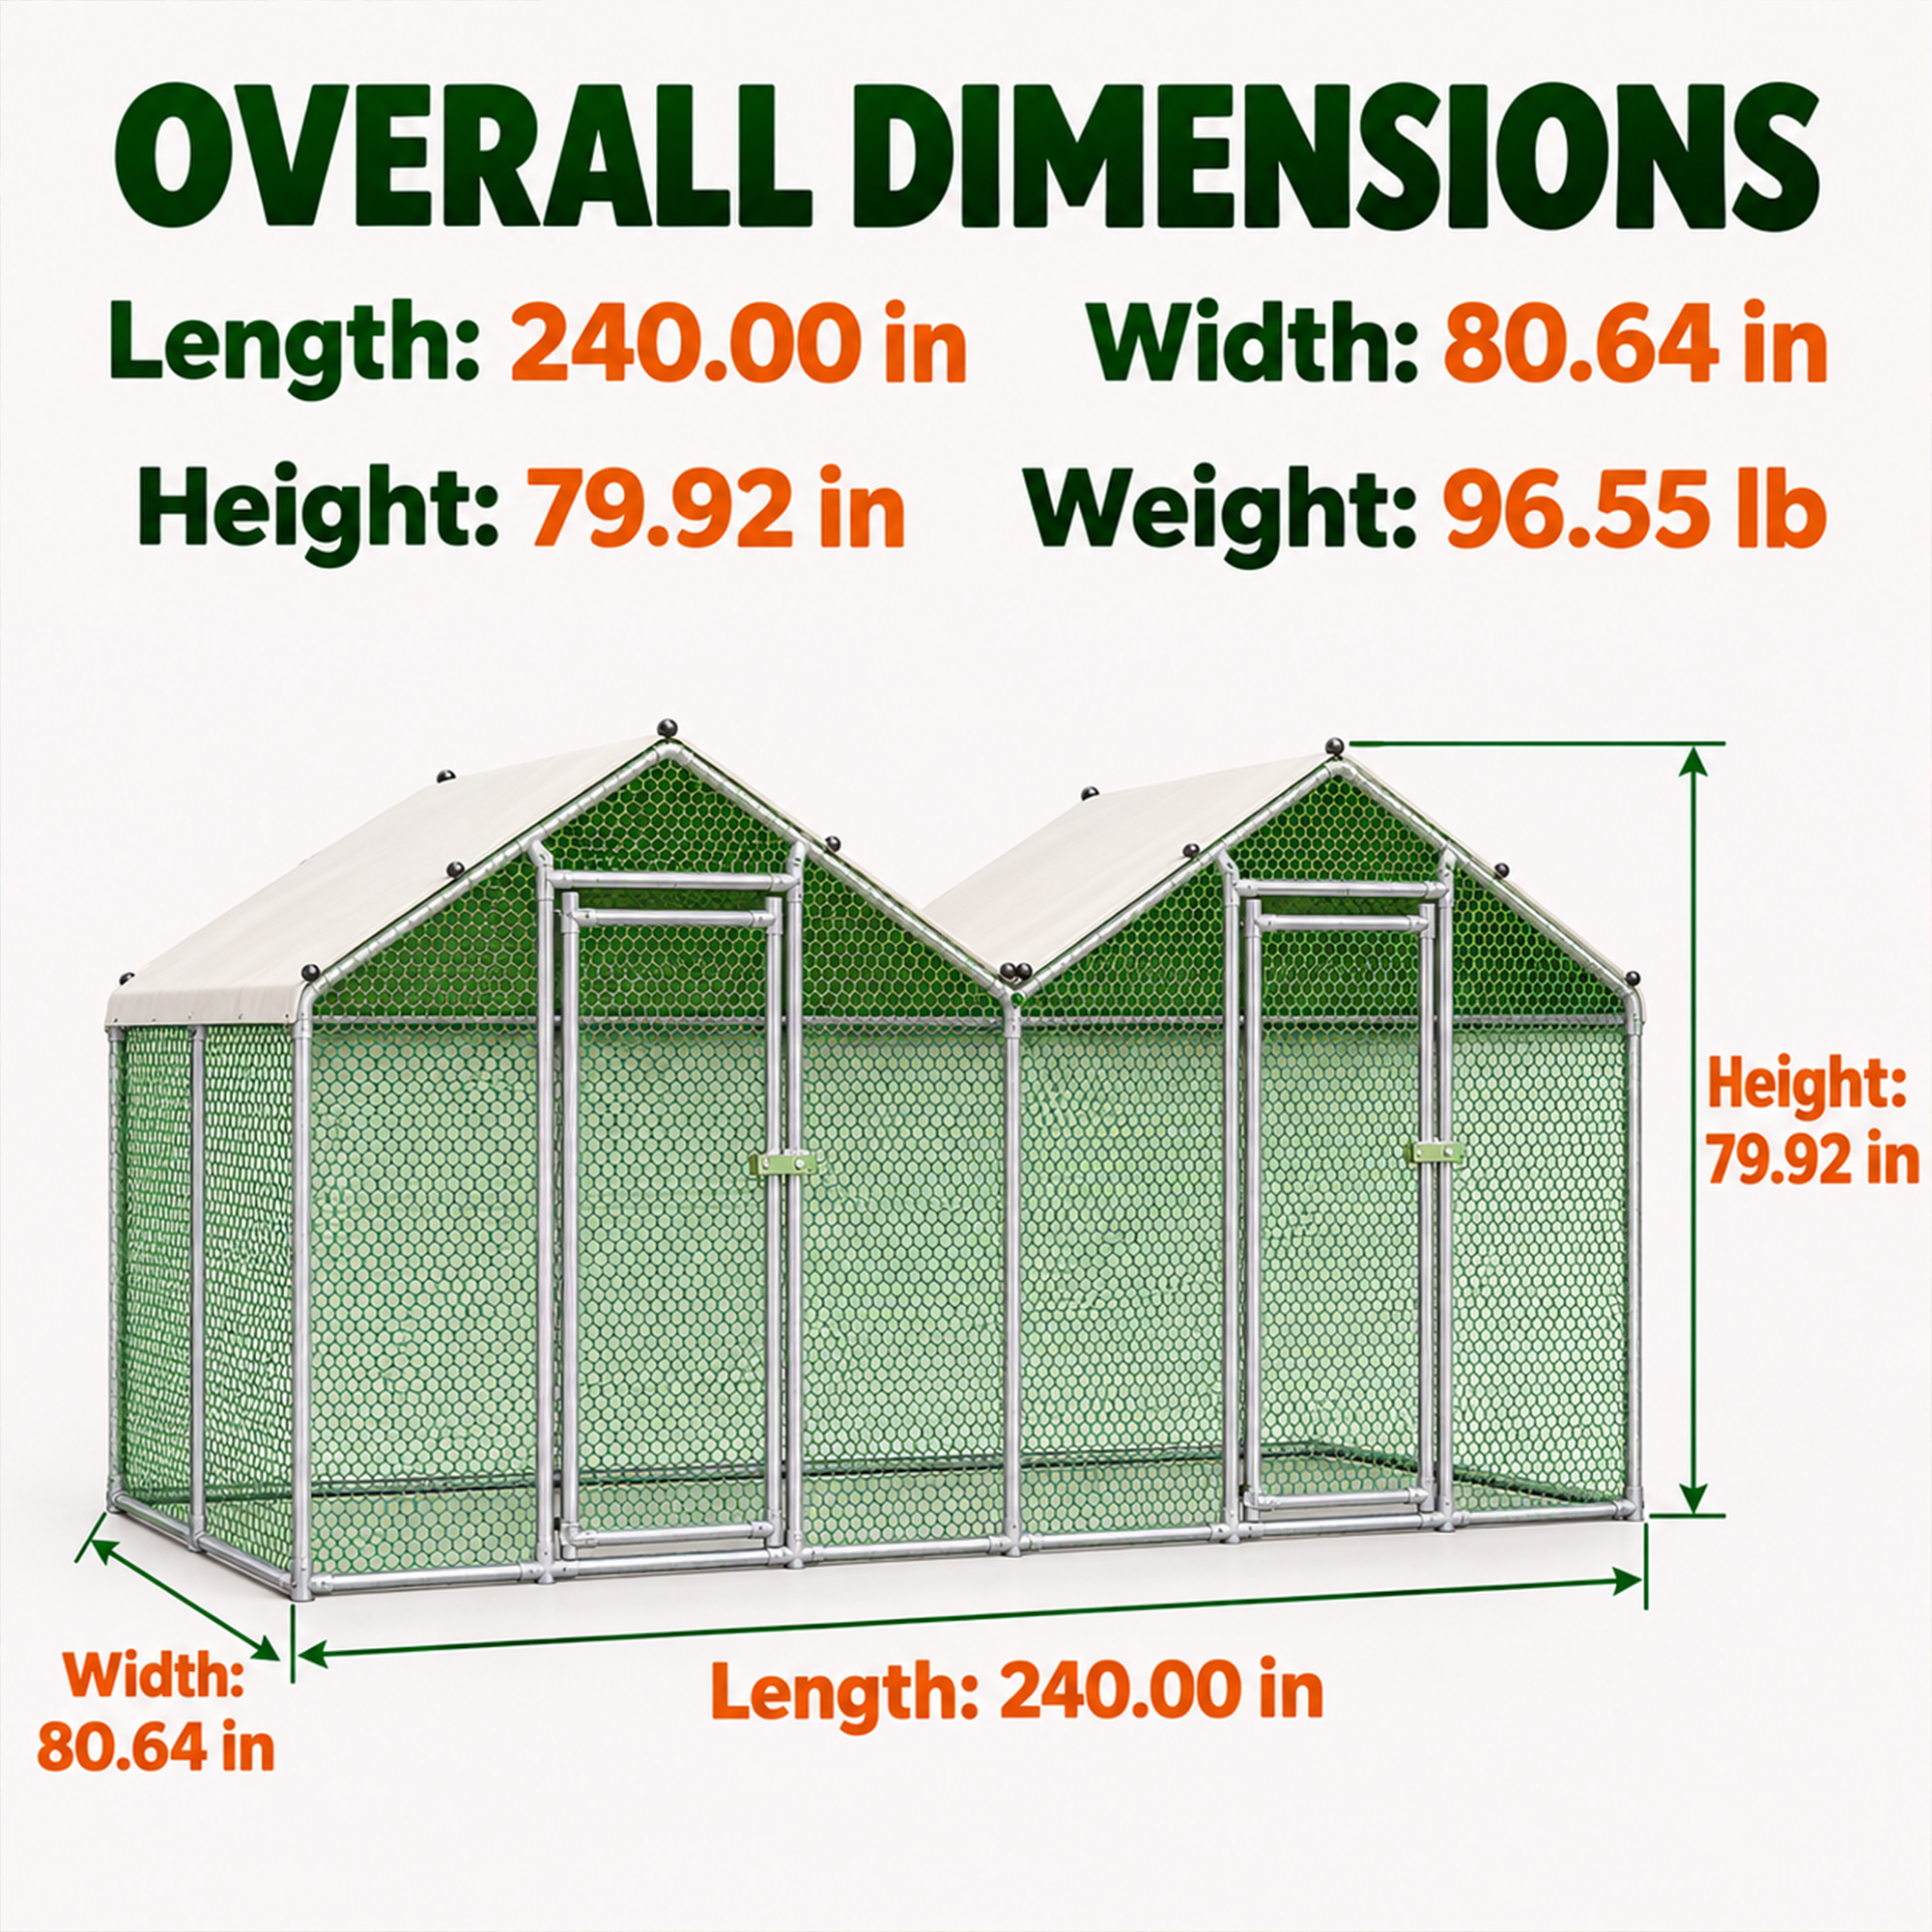 OVERALL DIMENSIONS
Length: 240.00 in
Width: 80.64 in
Height: 79.92 in
Weight: 96.55 lb
Height:
79.92 in
Width:
80.64 in
Length: 240.00 in